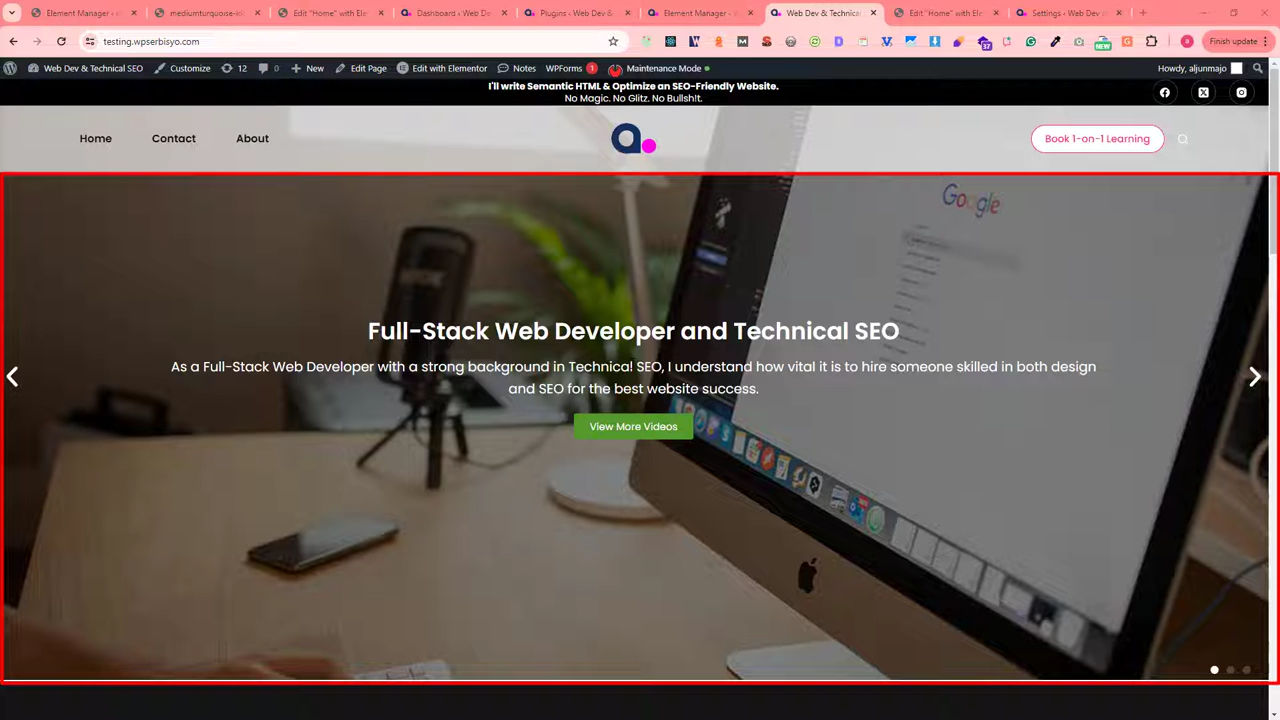 Element Manager ‹
mediumturquoise-
Edit "Home" with Ele
Dashboard ‹ Web De
Plugins ‹ Web Dev &
Element Manager ‹
Web Dev & Technica
Edit "Home" with Ele
Settings ‹ Web Dev
testing.wpserbisyo.com
37
NEW
a
Finish update
Web Dev & Technical SEO
Customize
12
0
New
Edit Page
Edit with Elementor
Notes
WPForms 1
Maintenance Mode
Howdy, aljunmajo
I'll write Semantic HTML & Optimize an SEO-Friendly Website.
No Magic. No Glitz. No Bullsh!t.
Home
Contact
About
a.
Book 1-on-1 Learning
Google
Full-Stack Web Developer and Technical SEO
As a Full-Stack Web Developer with a strong background in Technical SEO, I understand how vital it is to hire someone skilled in both design
and SEO for the best website success.
View More Videos